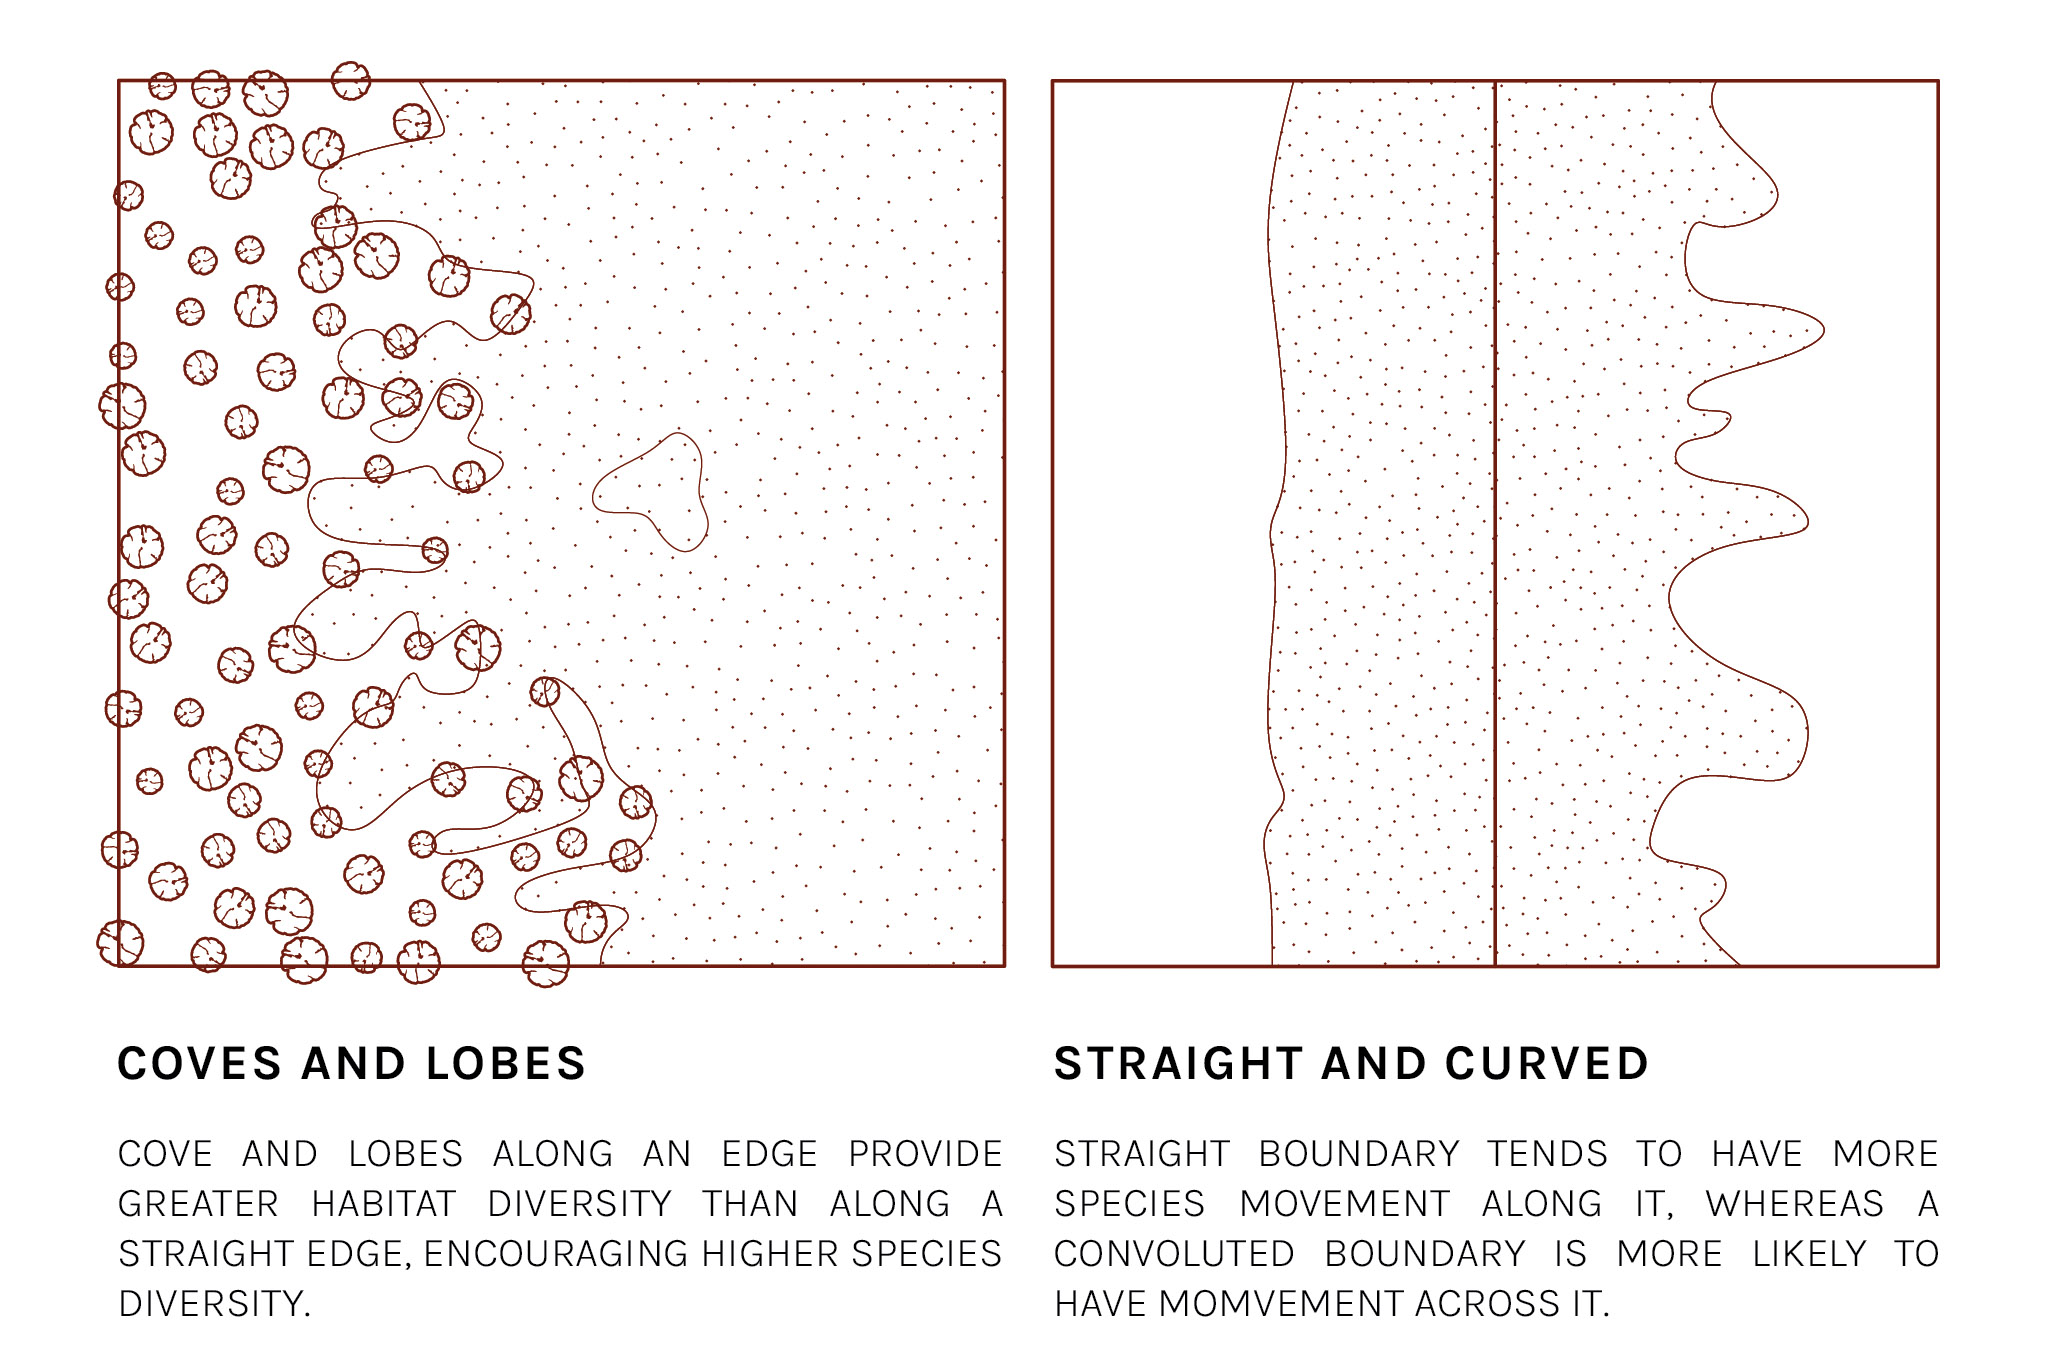 COVES AND LOBES
COVE AND LOBES ALONG AN EDGE PROVIDE
GREATER HABITAT DIVERSITY THAN ALONG A
STRAIGHT EDGE, ENCOURAGING HIGHER SPECIES
DIVERSITY.
STRAIGHT AND CURVED
STRAIGHT BOUNDARY TENDS TO HAVE MORE
SPECIES MOVEMENT ALONG IT, WHEREAS A
CONVOLUTED BOUNDARY IS MORE LIKELY TO
HAVE MOMVEMENT ACROSS IT.